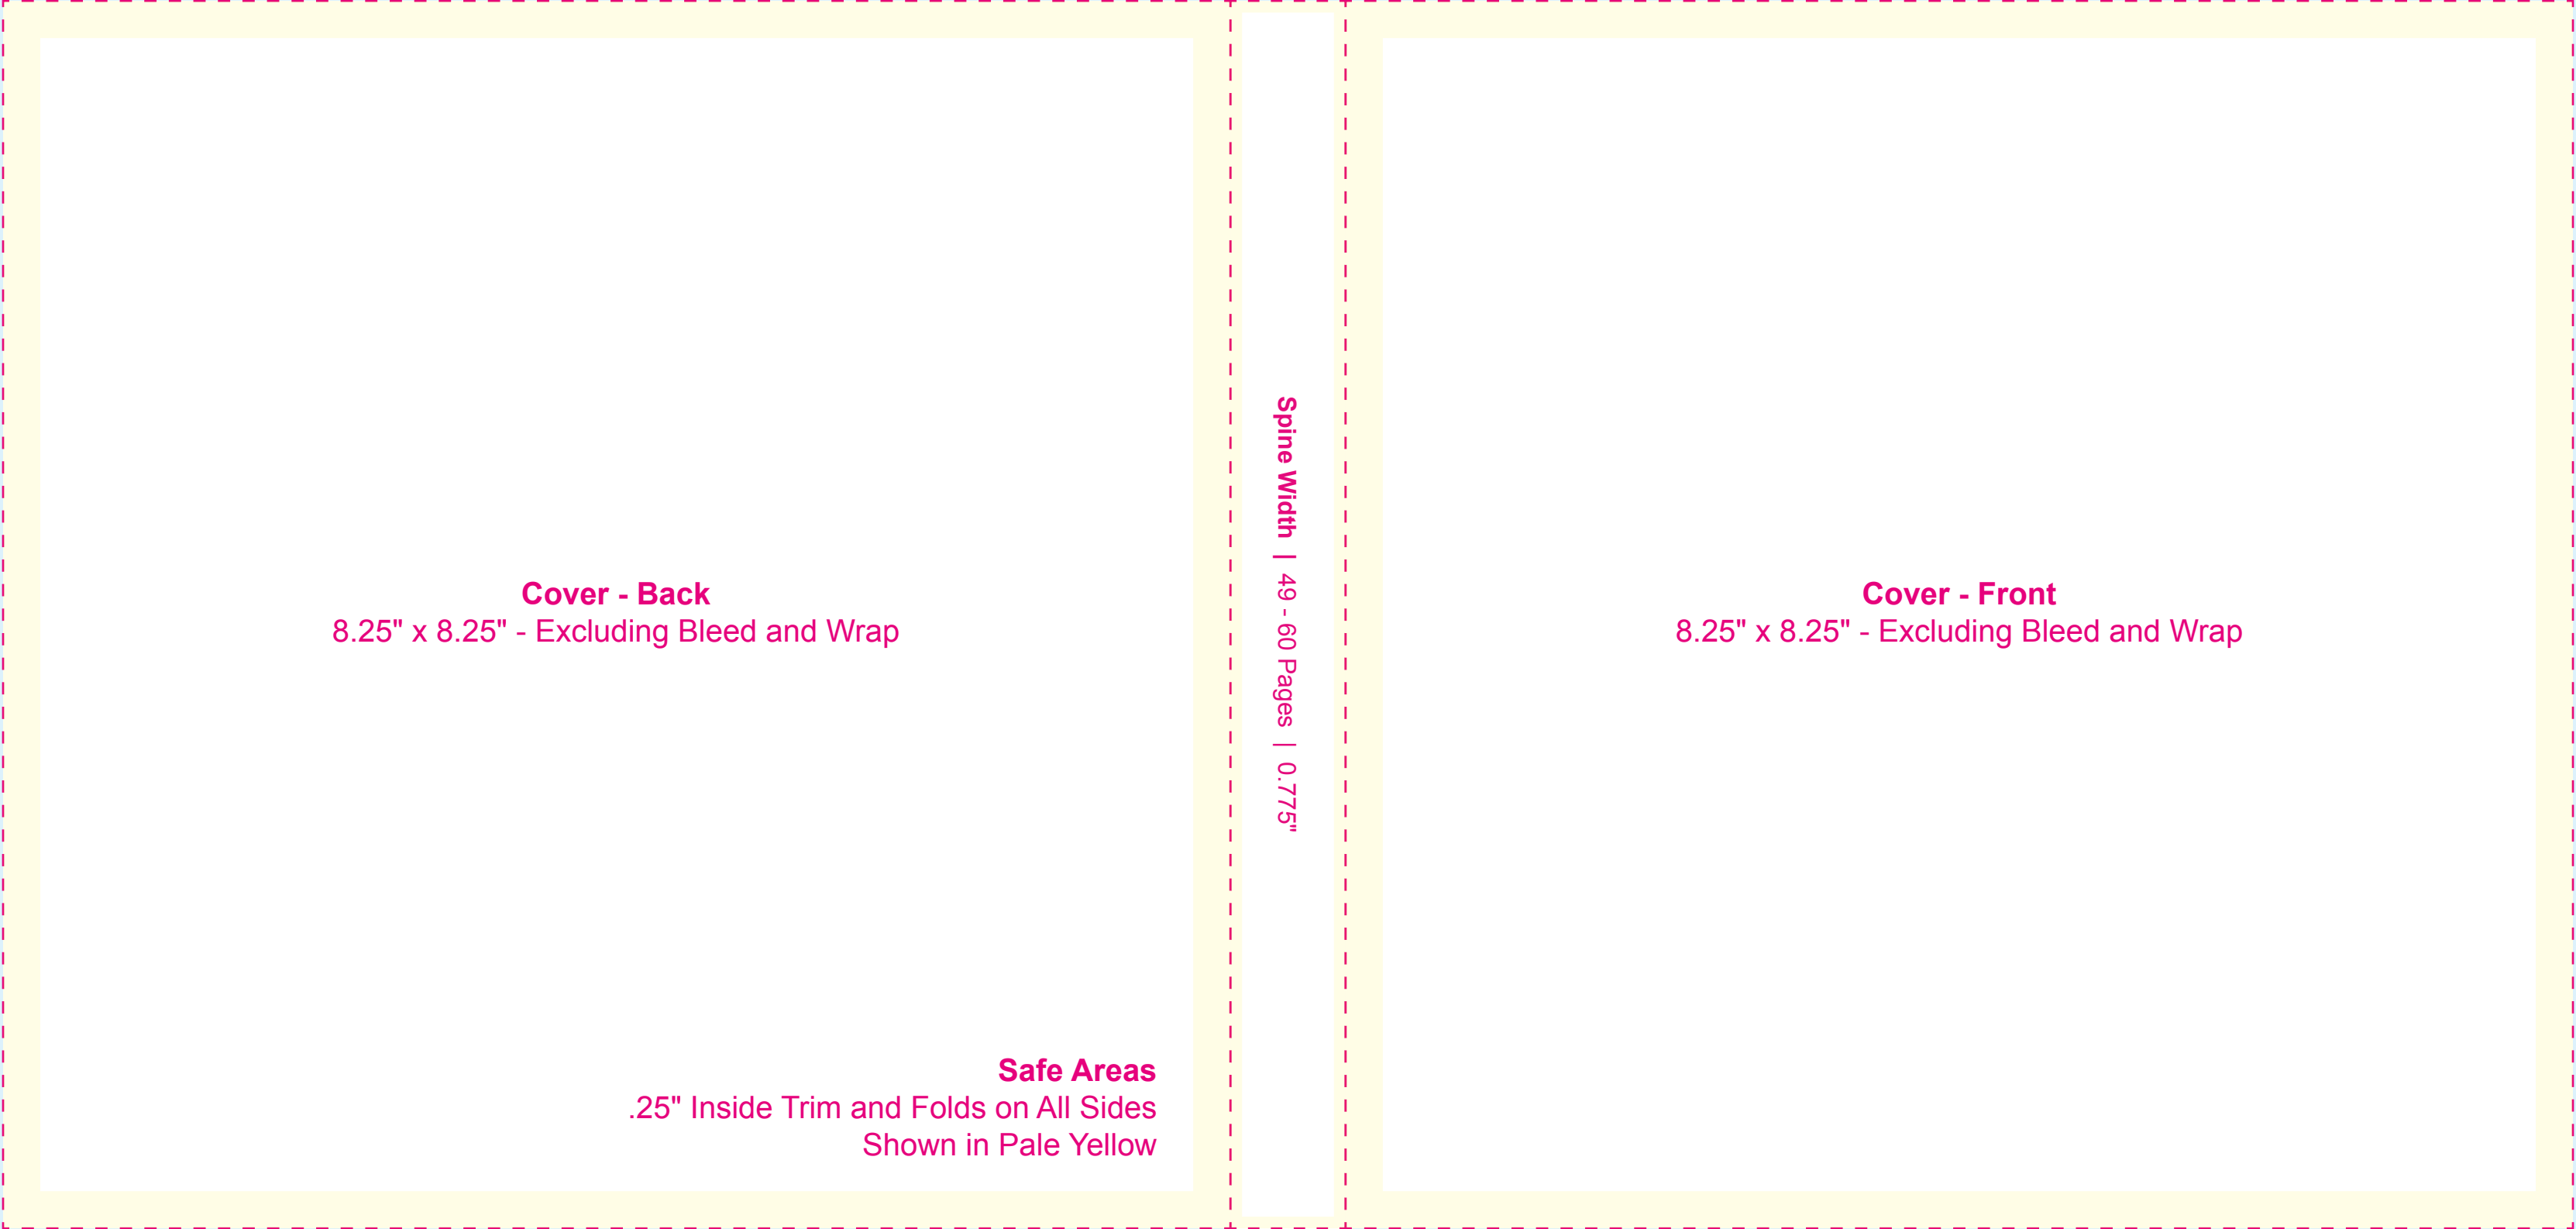 Cover - Back
8.25" x 8.25" - Excluding Bleed and Wrap
Safe Areas
.25" Inside Trim and Folds on All Sides
Shown in Pale Yellow
Spine Width | 49 - 60 Pages | 0.775"
Cover - Front
8.25" x 8.25" - Excluding Bleed and Wrap